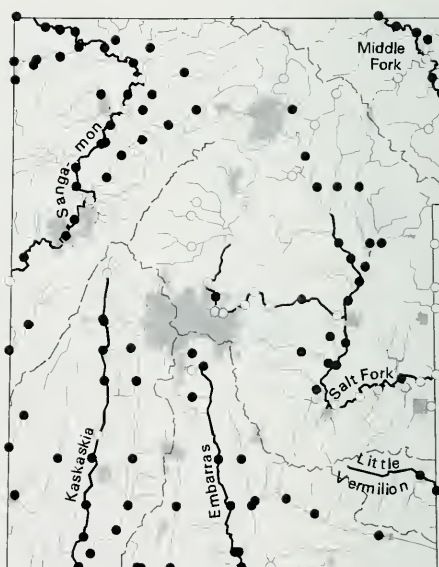 Middle
Fork
Sanga-
mon
Salt Fork
Kaskaskia
Embarras
Little
Vermilion